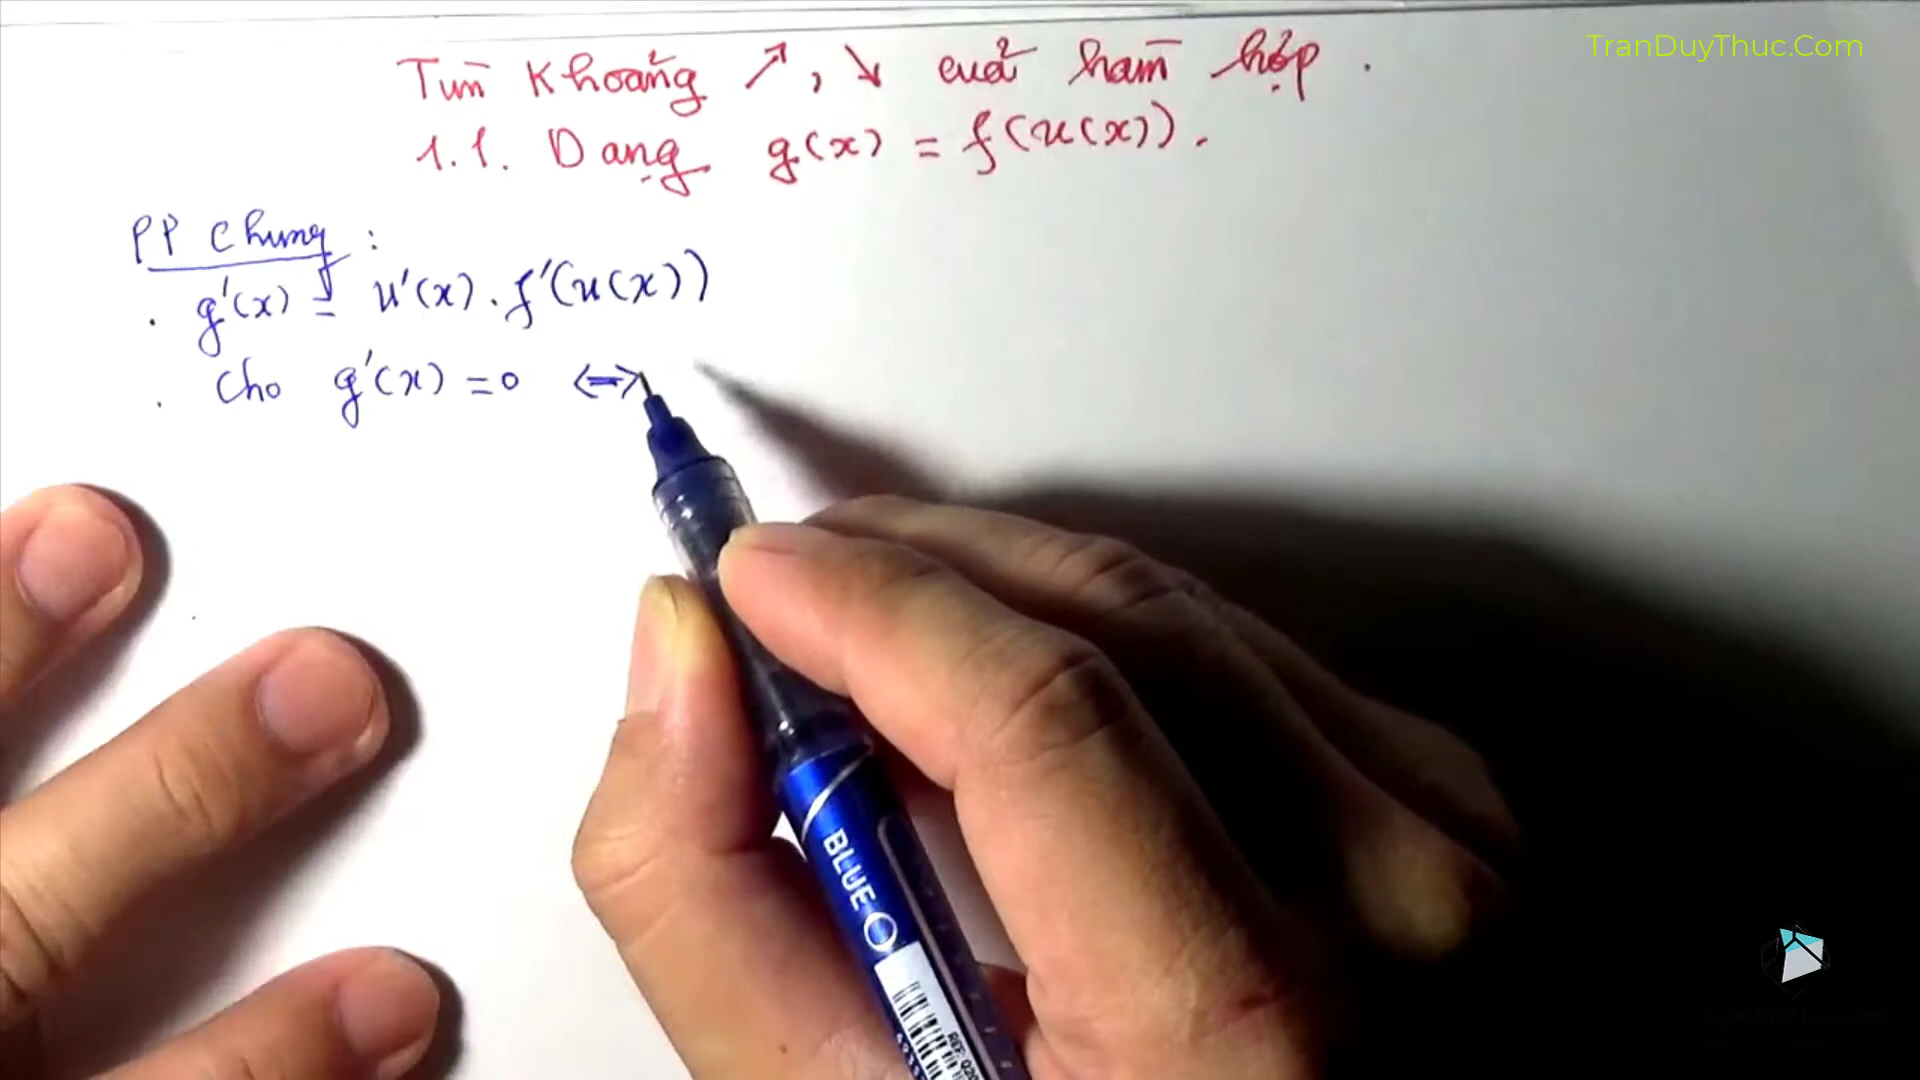 TranDuyThuc.Com
Tìm Khoảng ↗, ↘ của hàm hợp.
1.1. Dạng g(x) = f(u(x)).
PP Chung:
. g'(x) = u'(x) . f'(u(x))
. Cho g'(x) = 0 <=>
BLUE